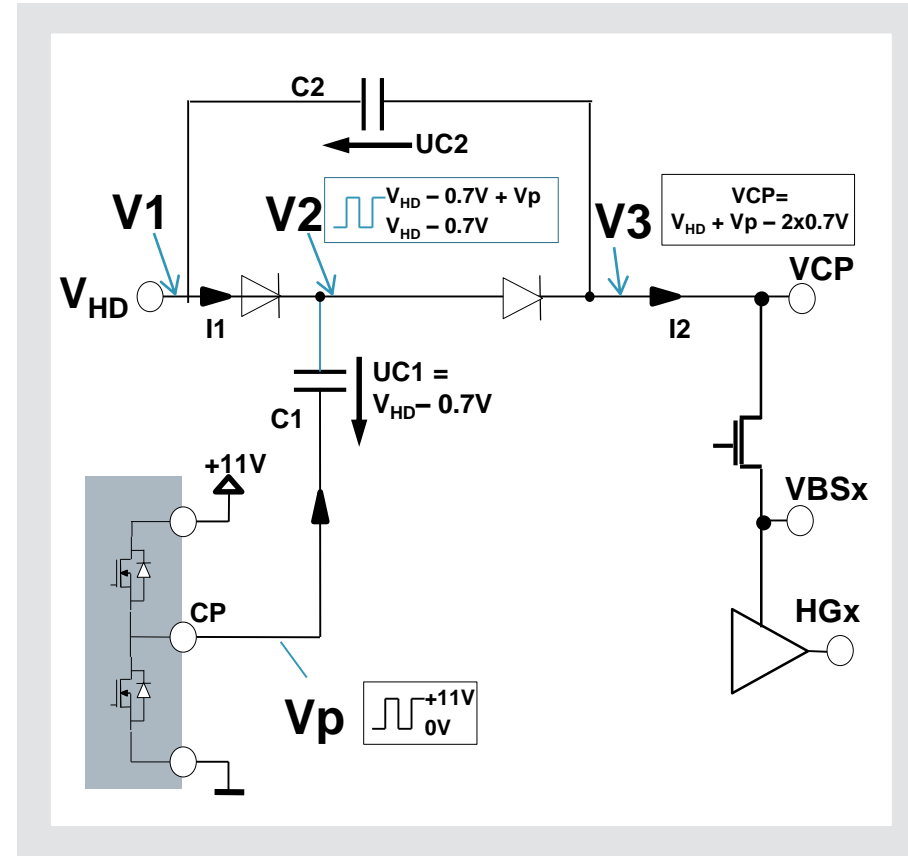 C2
UC2
V1
V2
V_HD – 0.7V + Vp
V_HD – 0.7V
V3
VCP=
V_HD + Vp – 2x0.7V
VCP
V_HD
I1
I2
UC1 =
V_HD– 0.7V
C1
+11V
VBSx
CP
HGx
Vp
+11V
0V